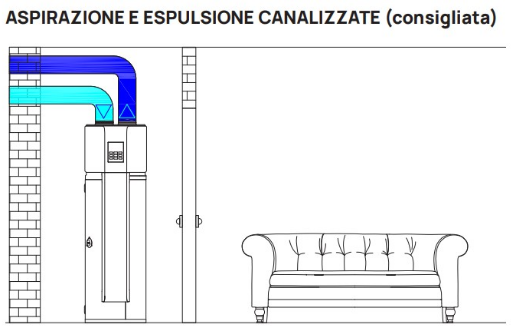 ASPIRAZIONE E ESPULSIONE CANALIZZATE (consigliata)